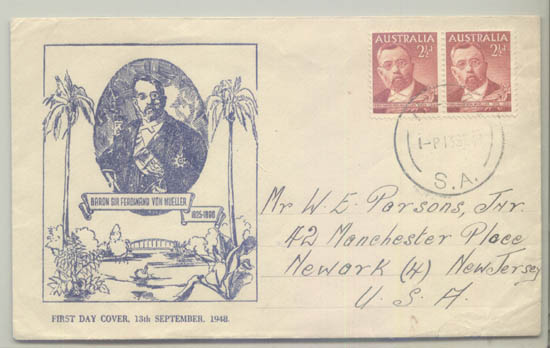 AUSTRALIA
2½d
AUSTRALIA
2½d
S.A.
BARON SIR FERDINAND VON MUELLER
1825-1896
Mr W. E. Parsons, Jnr.
42 Manchester Place
Newark (4) New Jersey
U. S. A.
FIRST DAY COVER, 13th SEPTEMBER, 1948.